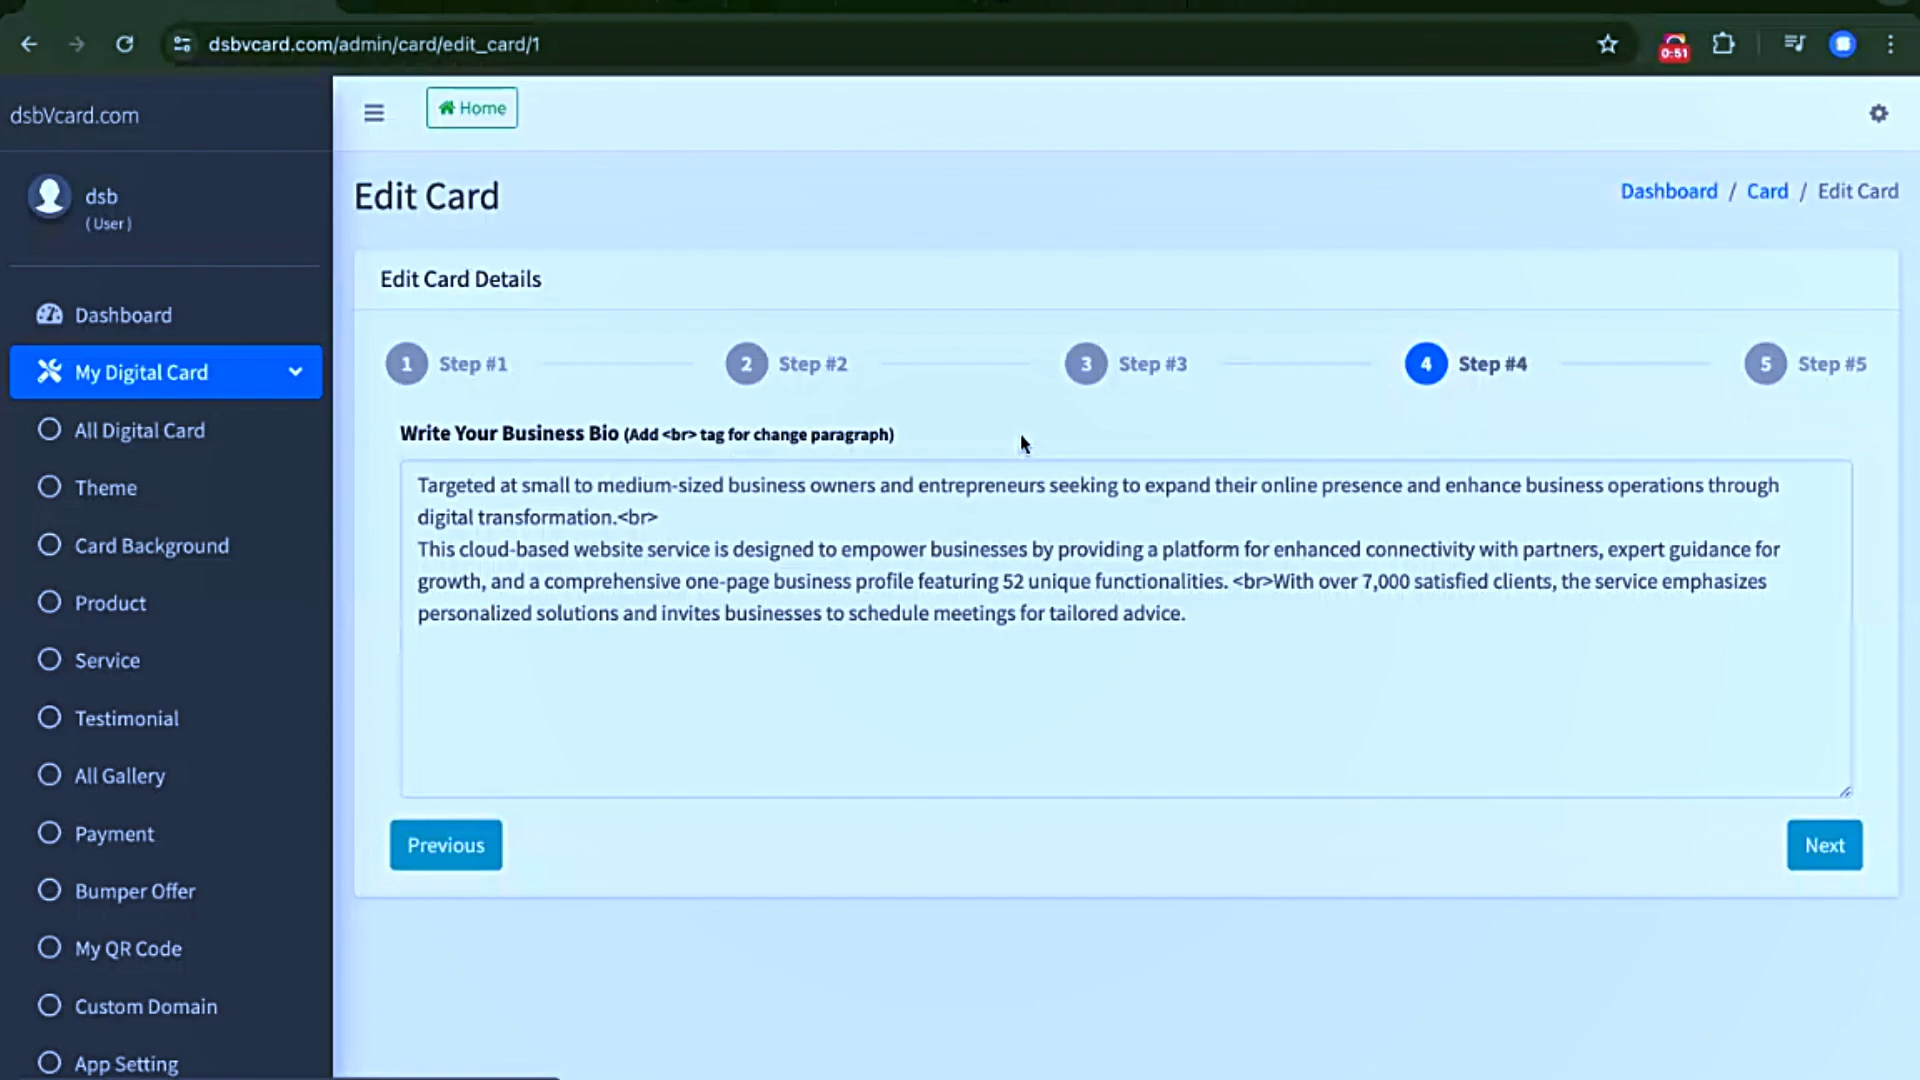 dsbvcard.com/admin/card/edit_card/1
0:51
dsbVcard.com
Home
dsb
( User )
Edit Card
Dashboard / Card / Edit Card
Edit Card Details
Dashboard
My Digital Card
All Digital Card
Theme
Card Background
Product
Service
Testimonial
All Gallery
Payment
Bumper Offer
My QR Code
Custom Domain
App Setting
1 Step #1
2 Step #2
3 Step #3
4 Step #4
5 Step #5
Write Your Business Bio (Add <br> tag for change paragraph)
Targeted at small to medium-sized business owners and entrepreneurs seeking to expand their online presence and enhance business operations through
digital transformation.<br>
This cloud-based website service is designed to empower businesses by providing a platform for enhanced connectivity with partners, expert guidance for
growth, and a comprehensive one-page business profile featuring 52 unique functionalities. <br>With over 7,000 satisfied clients, the service emphasizes
personalized solutions and invites businesses to schedule meetings for tailored advice.
Previous
Next